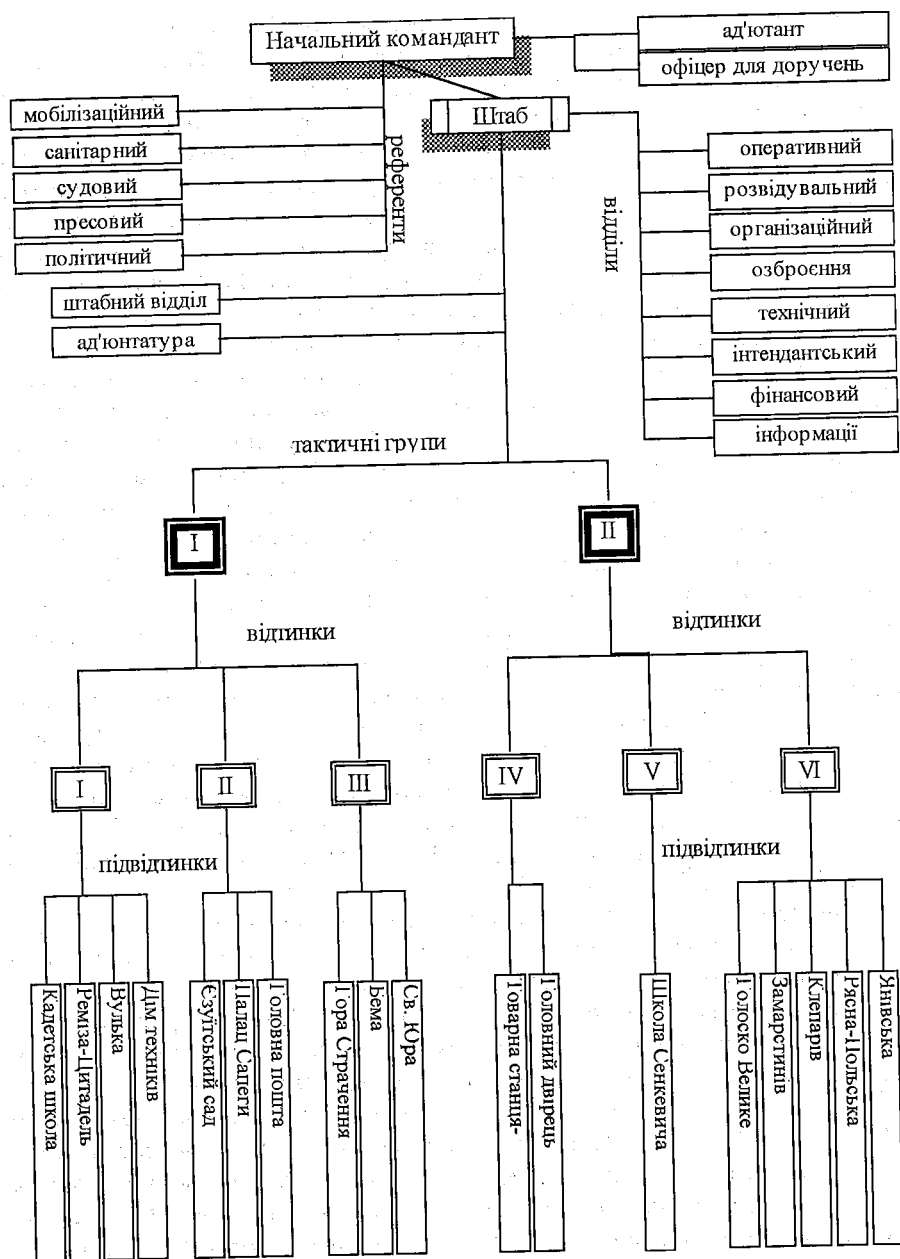 Начальний командант
ад'ютант
офіцер для доручень
Штаб
мобілізаційний
санітарний
судовий
пресовий
політичний
референти
відділи
оперативний
розвідувальний
організаційний
озброєння
технічний
інтендантський
фінансовий
інформації
штабний відділ
ад'юнтатура
тактичні групи
I
II
відтинки
відтинки
I
II
III
IV
V
VI
підвідтинки
підвідтинки
Кадетська школа
Реміза-Цитадель
Вулька
Дім техніків
Єзуїтський сад
Палац Сапеги
Головна пошта
Гора Страчення
Бема
Св. Юра
Товарна станця-
Головний двірець
Школа Сенкевича
Голоско Велике
Замарстинів
Клепарів
Рясна-Польська
Янівська